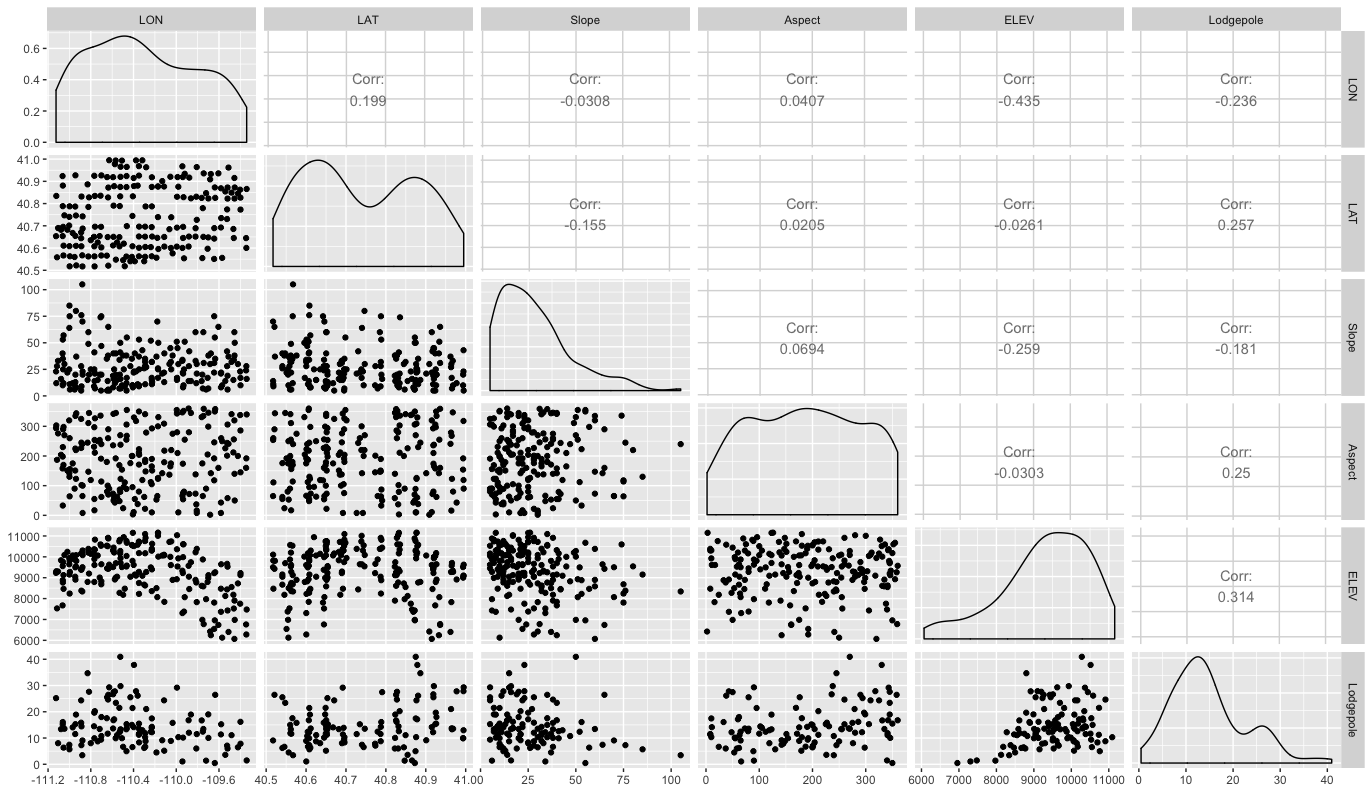 LON LAT Slope Aspect ELEV Lodgepole
0.6
0.4
0.2
0.0
Corr:
0.199
Corr:
-0.0308
Corr:
0.0407
Corr:
-0.435
Corr:
-0.236
LON
41.0
40.9
40.8
40.7
40.6
40.5
Corr:
-0.155
Corr:
0.0205
Corr:
-0.0261
Corr:
0.257
LAT
100
75
50
25
0
Corr:
0.0694
Corr:
-0.259
Corr:
-0.181
Slope
300
200
100
0
Corr:
-0.0303
Corr:
0.25
Aspect
11000
10000
9000
8000
7000
6000
Corr:
0.314
ELEV
40
30
20
10
0
Lodgepole
-111.2 -110.8 -110.4 -110.0 -109.6 40.5 40.6 40.7 40.8 40.9 41.0 0 25 50 75 100 0 100 200 300 6000 7000 8000 9000 10000 11000 0 10 20 30 40